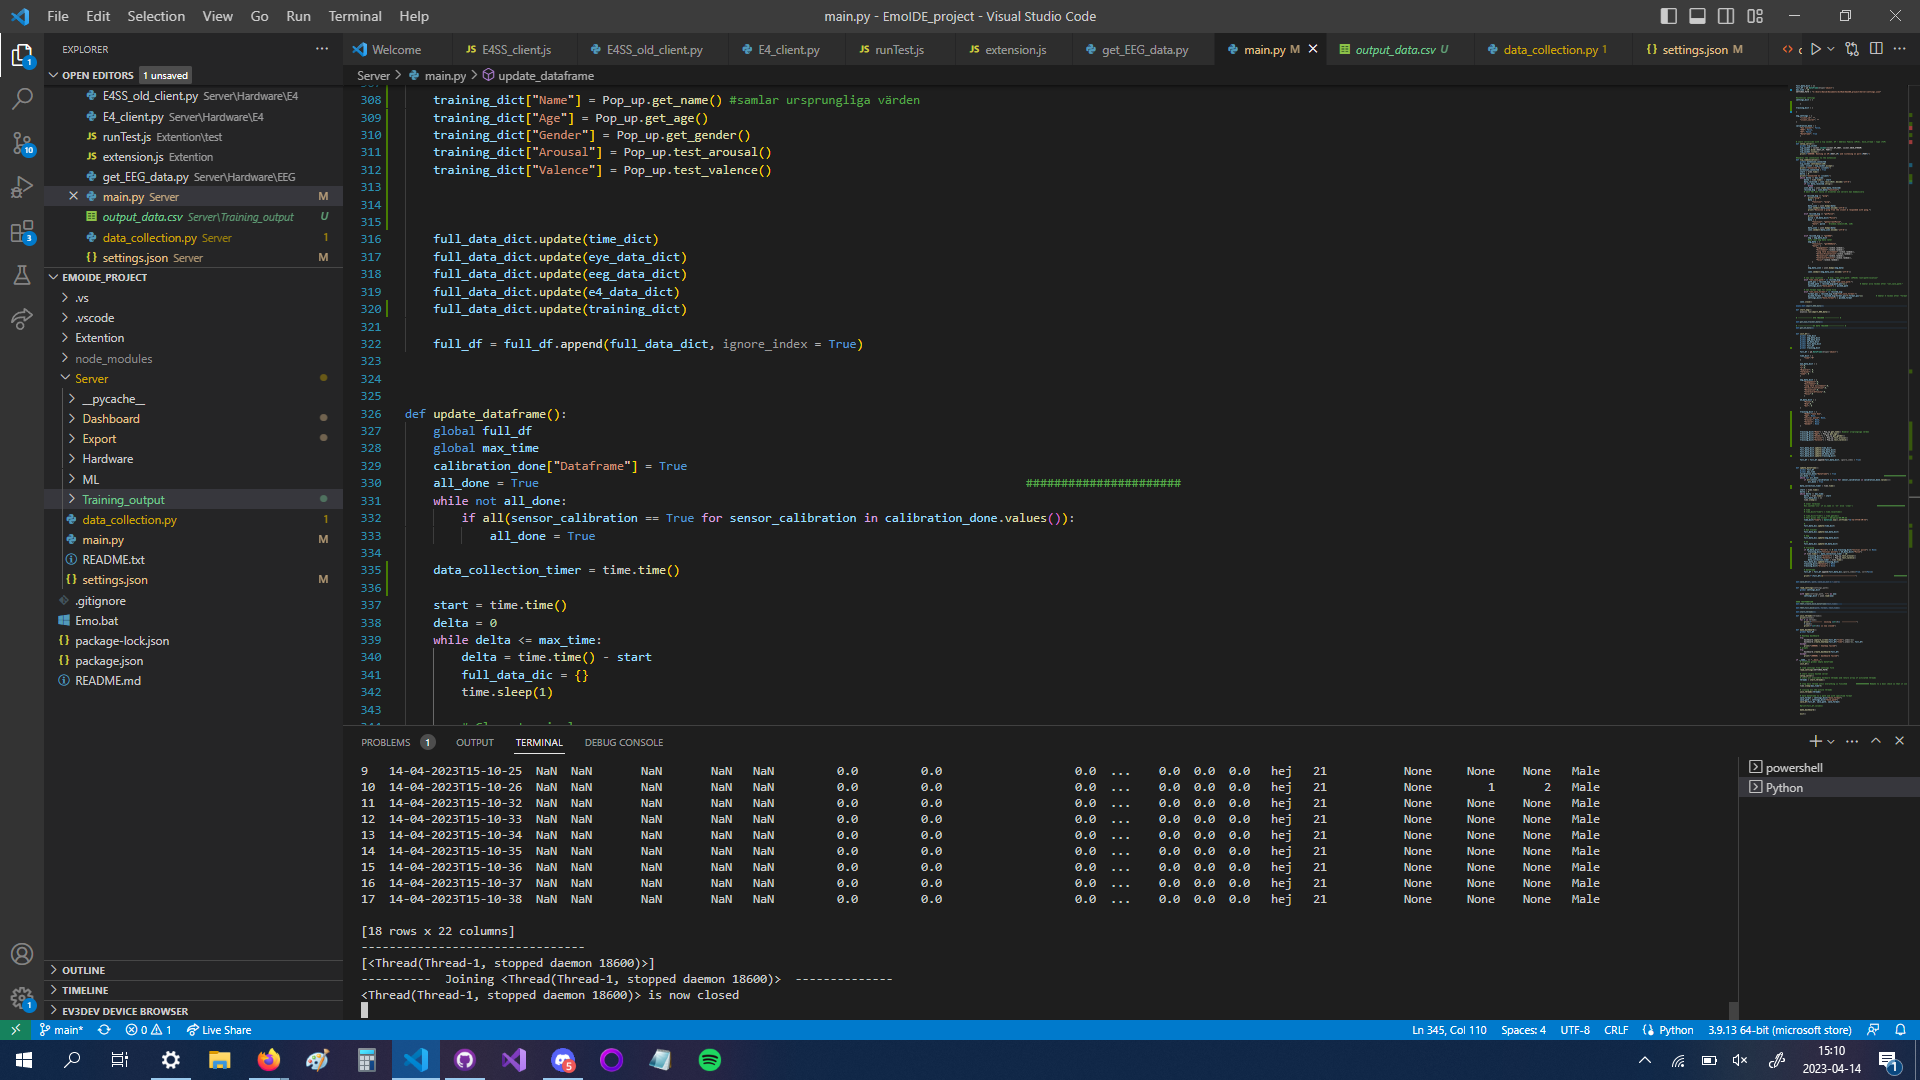 File Edit Selection View Go Run Terminal Help
main.py - EmoIDE_project - Visual Studio Code
EXPLORER
Welcome
E4SS_client.js
E4SS_old_client.py
E4_client.py
runTest.js
extension.js
get_EEG_data.py
main.py M
output_data.csv U
data_collection.py 1
settings.json M
OPEN EDITORS 1 unsaved
E4SS_old_client.py Server\Hardware\E4
E4_client.py Server\Hardware\E4
runTest.js Extention\test
extension.js Extention
get_EEG_data.py Server\Hardware\EEG
main.py Server M
output_data.csv Server\Training_output U
data_collection.py Server 1
settings.json Server M
EMOIDE_PROJECT
.vs
.vscode
Extention
node_modules
Server
__pycache__
Dashboard
Export
Hardware
ML
Training_output
data_collection.py 1
main.py M
README.txt
settings.json M
.gitignore
Emo.bat
package-lock.json
package.json
README.md
OUTLINE
TIMELINE
EV3DEV DEVICE BROWSER
Server > main.py > update_dataframe
308 training_dict["Name"] = Pop_up.get_name() #samlar ursprungliga värden
309 training_dict["Age"] = Pop_up.get_age()
310 training_dict["Gender"] = Pop_up.get_gender()
311 training_dict["Arousal"] = Pop_up.test_arousal()
312 training_dict["Valence"] = Pop_up.test_valence()
313
314
315
316 full_data_dict.update(time_dict)
317 full_data_dict.update(eye_data_dict)
318 full_data_dict.update(eeg_data_dict)
319 full_data_dict.update(e4_data_dict)
320 full_data_dict.update(training_dict)
321
322 full_df = full_df.append(full_data_dict, ignore_index = True)
323
324
325
326 def update_dataframe():
327 global full_df
328 global max_time
329 calibration_done["Dataframe"] = True
330 all_done = True ######################
331 while not all_done:
332 if all(sensor_calibration == True for sensor_calibration in calibration_done.values()):
333 all_done = True
334
335 data_collection_timer = time.time()
336
337 start = time.time()
338 delta = 0
339 while delta <= max_time:
340 delta = time.time() - start
341 full_data_dic = {}
342 time.sleep(1)
343
PROBLEMS 1 OUTPUT TERMINAL DEBUG CONSOLE
9 14-04-2023T15-10-25 NaN NaN NaN NaN NaN 0.0 0.0 0.0 ... 0.0 0.0 0.0 hej 21 None None None Male
10 14-04-2023T15-10-26 NaN NaN NaN NaN NaN 0.0 0.0 0.0 ... 0.0 0.0 0.0 hej 21 None 1 2 Male
11 14-04-2023T15-10-32 NaN NaN NaN NaN NaN 0.0 0.0 0.0 ... 0.0 0.0 0.0 hej 21 None None None Male
12 14-04-2023T15-10-33 NaN NaN NaN NaN NaN 0.0 0.0 0.0 ... 0.0 0.0 0.0 hej 21 None None None Male
13 14-04-2023T15-10-34 NaN NaN NaN NaN NaN 0.0 0.0 0.0 ... 0.0 0.0 0.0 hej 21 None None None Male
14 14-04-2023T15-10-35 NaN NaN NaN NaN NaN 0.0 0.0 0.0 ... 0.0 0.0 0.0 hej 21 None None None Male
15 14-04-2023T15-10-36 NaN NaN NaN NaN NaN 0.0 0.0 0.0 ... 0.0 0.0 0.0 hej 21 None None None Male
16 14-04-2023T15-10-37 NaN NaN NaN NaN NaN 0.0 0.0 0.0 ... 0.0 0.0 0.0 hej 21 None None None Male
17 14-04-2023T15-10-38 NaN NaN NaN NaN NaN 0.0 0.0 0.0 ... 0.0 0.0 0.0 hej 21 None None None Male
[18 rows x 22 columns]
--------------------------------
[<Thread(Thread-1, stopped daemon 18600)>]
---------- Joining <Thread(Thread-1, stopped daemon 18600)> --------------
<Thread(Thread-1, stopped daemon 18600)> is now closed
powershell
Python
main* 0 1 Live Share
Ln 345, Col 110 Spaces: 4 UTF-8 CRLF Python 3.9.13 64-bit (microsoft store)
15:10
2023-04-14